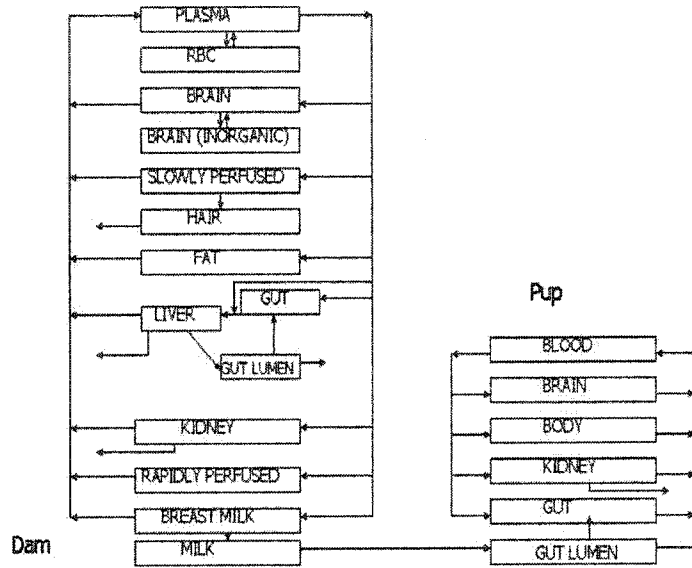 PLASMA
RBC
BRAIN
BRAIN (INORGANIC)
SLOWLY PERFUSED
HAIR
FAT
GUT
LIVER
GUT LUMEN
KIDNEY
RAPIDLY PERFUSED
BREAST MILK
MILK
Dam
Pup
BLOOD
BRAIN
BODY
KIDNEY
GUT
GUT LUMEN